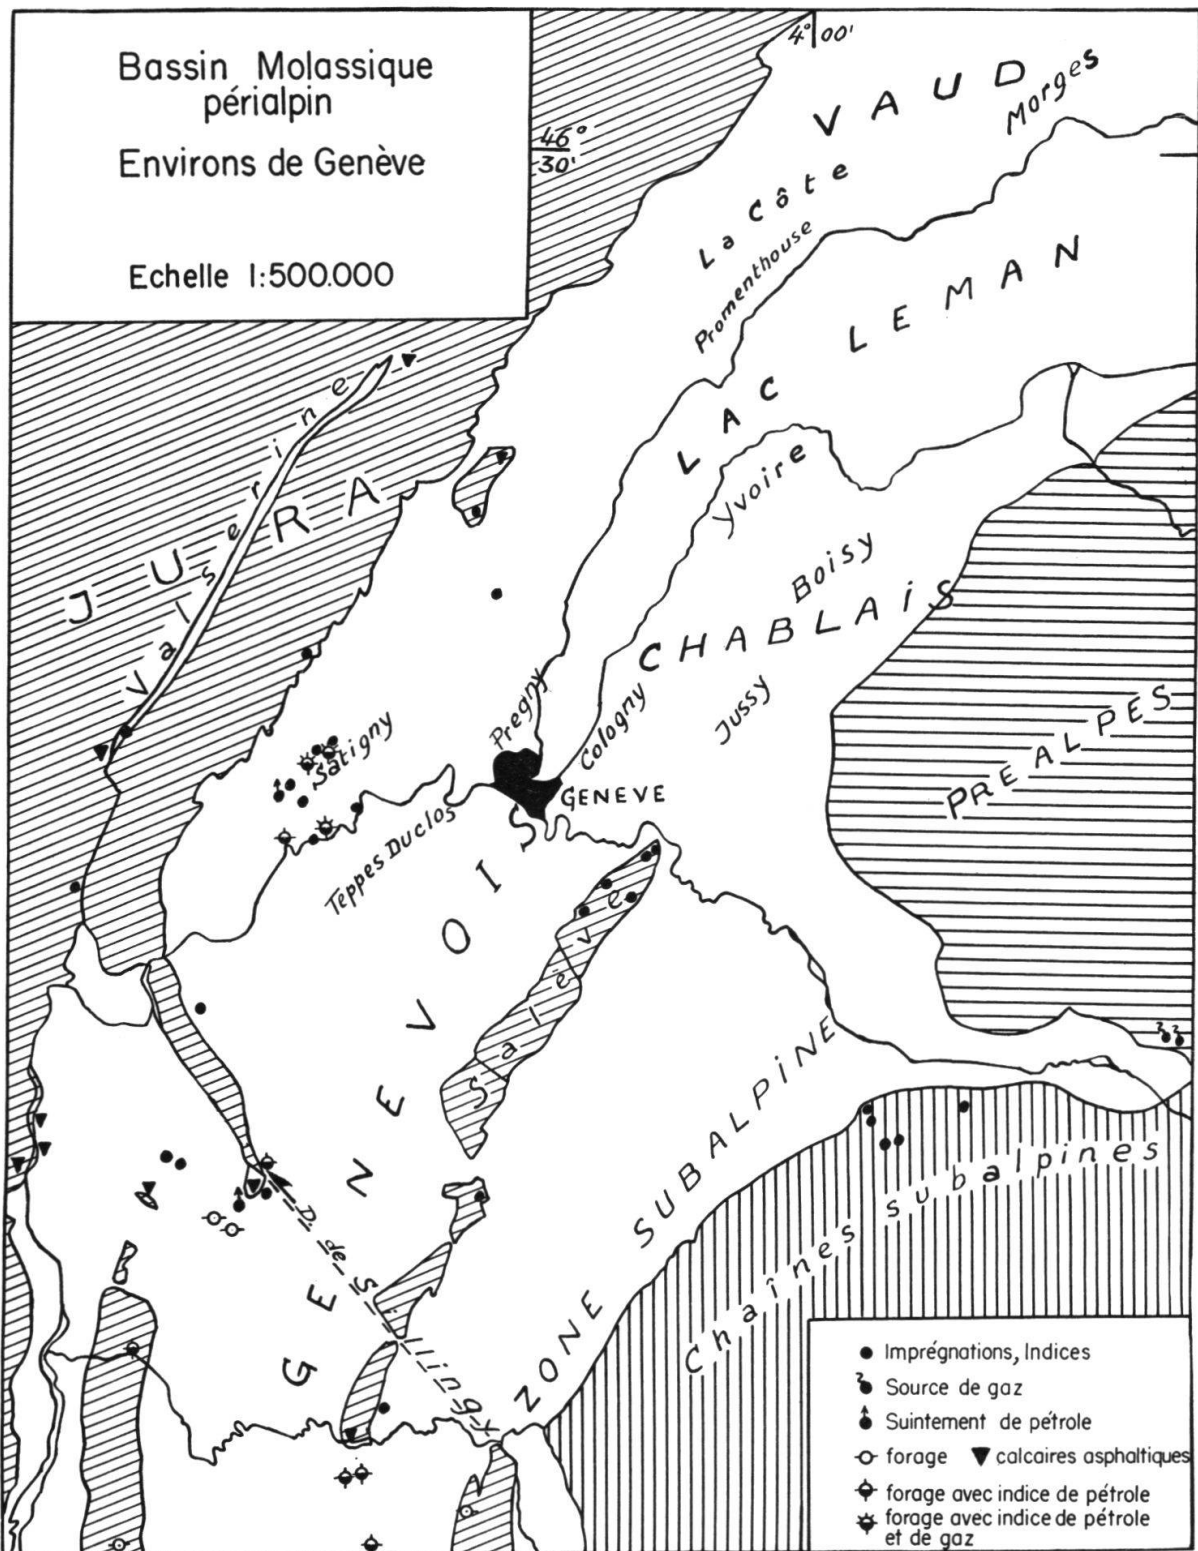 Bassin Molassique
périalpin
Environs de Genève
Echelle 1:500.000
4° 00'
46°
30'
VAUD
Morges
La Côte
Promenthouse
LAC LEMAN
Valserine
JURA
Yvoire
Boisy
CHABLAIS
Jussy
Pregny
Cologny
Satigny
GENEVE
Teppes Duclos
PREALPES
GENEVOIS
Salève
D. de Sillingy
ZONE SUBALPINE
Chaînes subalpines
Imprégnations, Indices
Source de gaz
Suintement de pétrole
forage calcaires asphaltiques
forage avec indice de pétrole
forage avec indice de pétrole
et de gaz